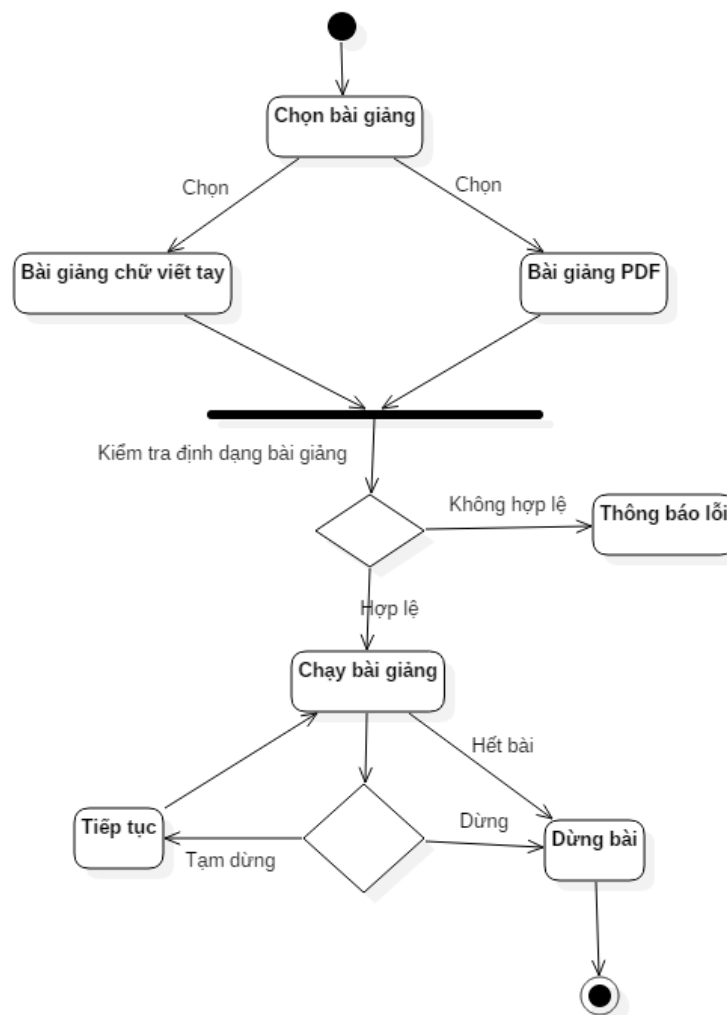 Chọn bài giảng
Chọn
Chọn
Bài giảng chữ viết tay
Bài giảng PDF
Kiểm tra định dạng bài giảng
Không hợp lệ
Thông báo lỗi
Hợp lệ
Chạy bài giảng
Hết bài
Tiếp tục
Dừng
Dừng bài
Tạm dừng